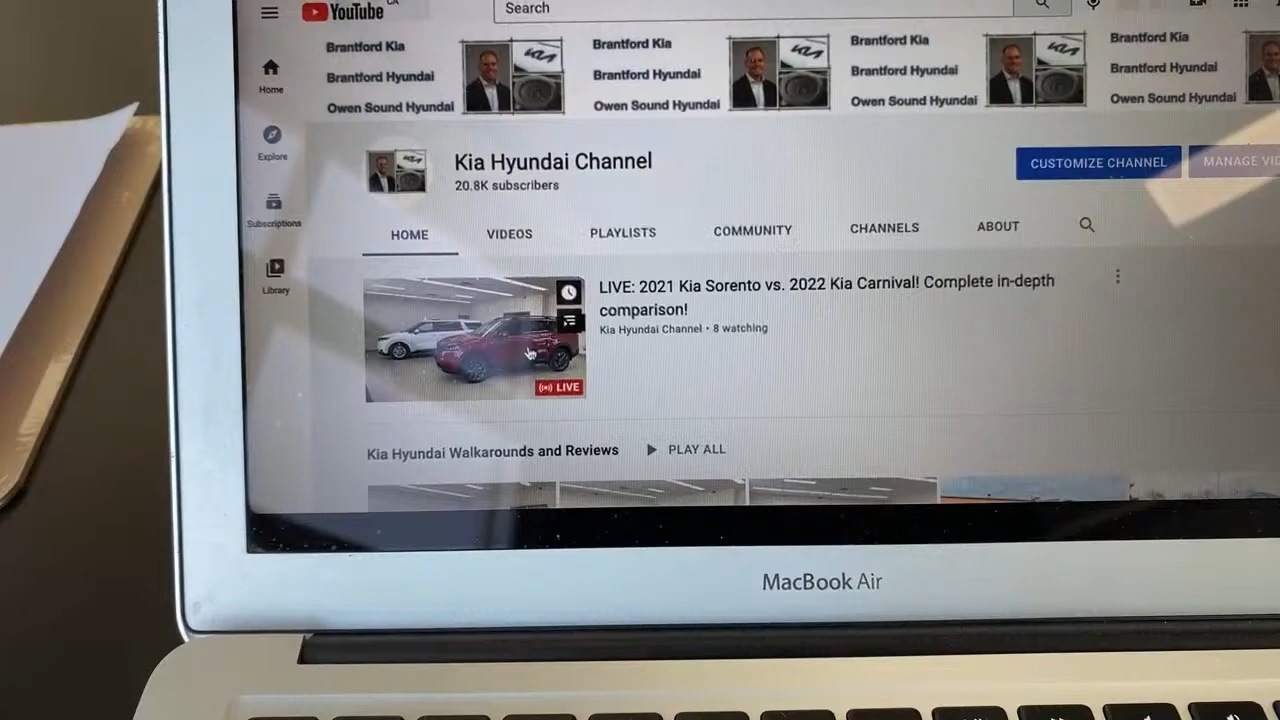 YouTube CA
Search
Brantford Kia
Brantford Hyundai
Owen Sound Hyundai
Brantford Kia
Brantford Hyundai
Owen Sound Hyundai
Brantford Kia
Brantford Hyundai
Owen Sound Hyundai
Brantford Kia
Brantford Hyundai
Owen Sound Hyundai
Home
Explore
Subscriptions
Library
Kia Hyundai Channel
20.8K subscribers
CUSTOMIZE CHANNEL
MANAGE VID
HOME VIDEOS PLAYLISTS COMMUNITY CHANNELS ABOUT
LIVE: 2021 Kia Sorento vs. 2022 Kia Carnival! Complete in-depth
comparison!
Kia Hyundai Channel • 8 watching
LIVE
Kia Hyundai Walkarounds and Reviews PLAY ALL
MacBook Air